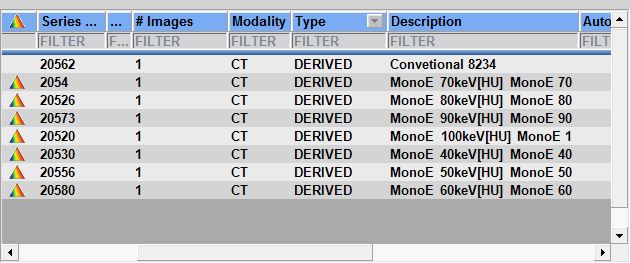 Series ... ... # Images Modality Type Description Auto
FILTER F... FILTER FILTER FILTER FILTER FILT
20562 1 CT DERIVED Convetional 8234
2054 1 CT DERIVED MonoE 70keV[HU] MonoE 70
20526 1 CT DERIVED MonoE 80keV[HU] MonoE 80
20573 1 CT DERIVED MonoE 90keV[HU] MonoE 90
20520 1 CT DERIVED MonoE 100keV[HU] MonoE 1
20530 1 CT DERIVED MonoE 40keV[HU] MonoE 40
20556 1 CT DERIVED MonoE 50keV[HU] MonoE 50
20580 1 CT DERIVED MonoE 60keV[HU] MonoE 60